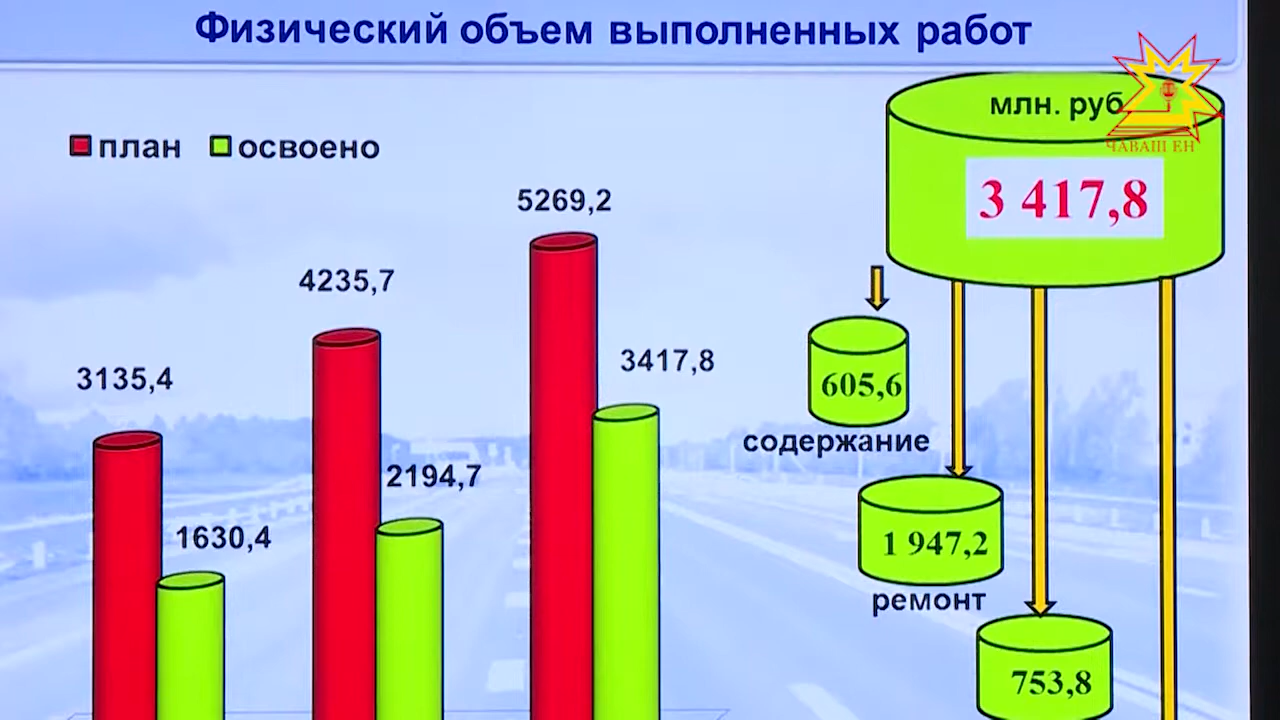 Физический объем выполненных работ
млн. руб
ЧАВАШ ЕН
план
освоено
3 417,8
5269,2
4235,7
3417,8
3135,4
605,6
содержание
2194,7
1630,4
1 947,2
ремонт
753,8